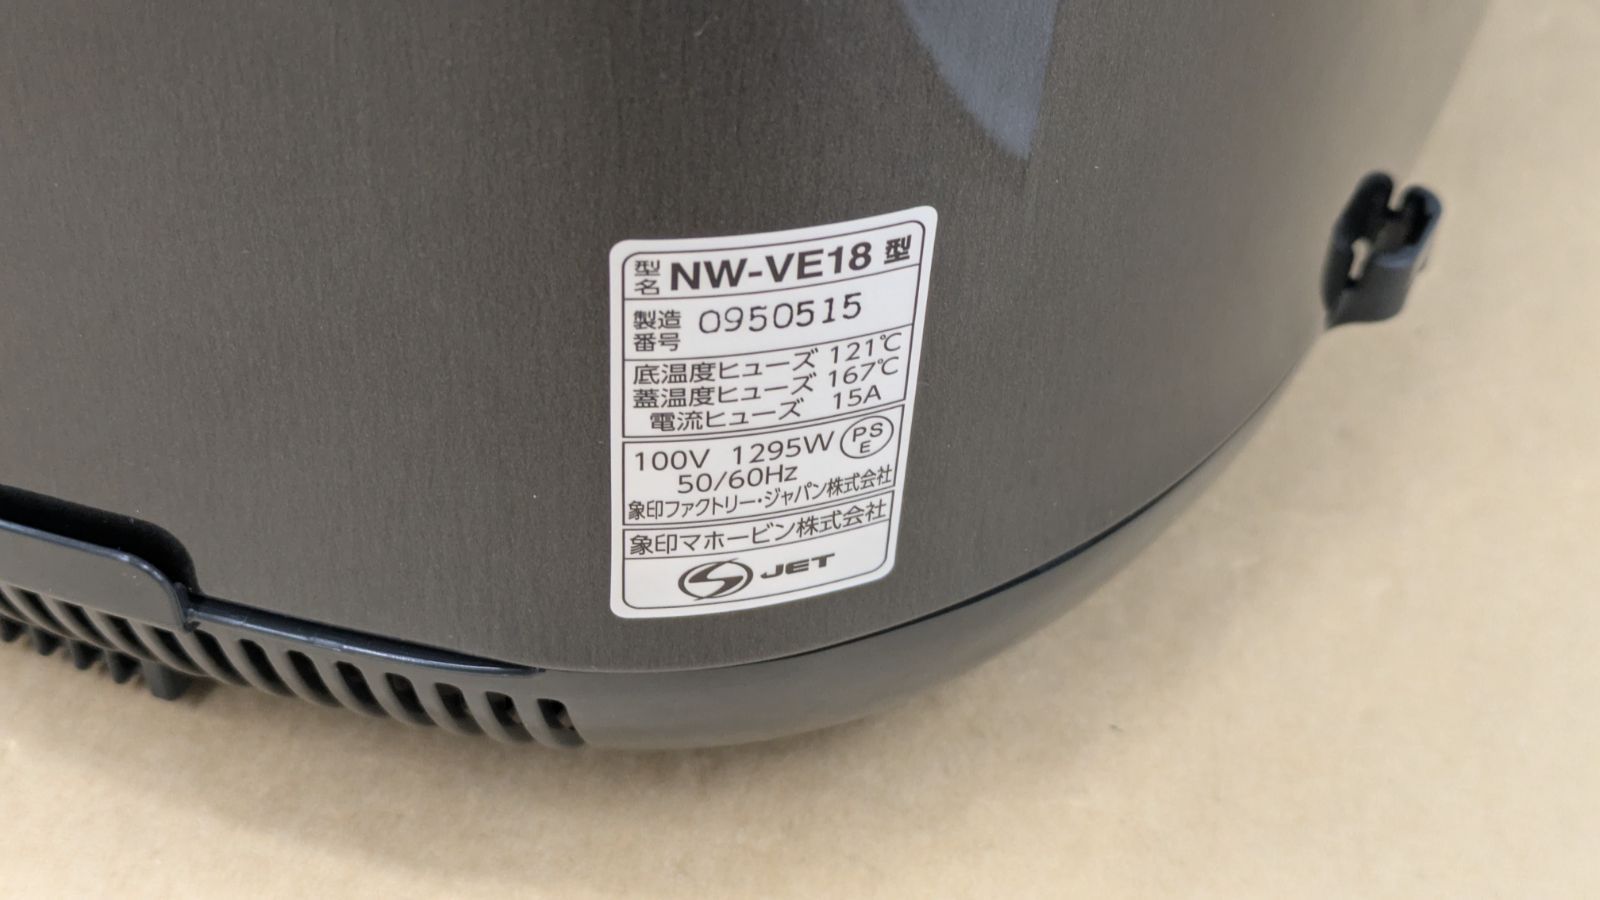 型名 NW-VE18 型
製造番号 0950515
底温度ヒューズ 121℃
蓋温度ヒューズ 167℃
電流ヒューズ 15A
100V 1295W PSE
50/60Hz
象印ファクトリー・ジャパン株式会社
象印マホービン株式会社
JET